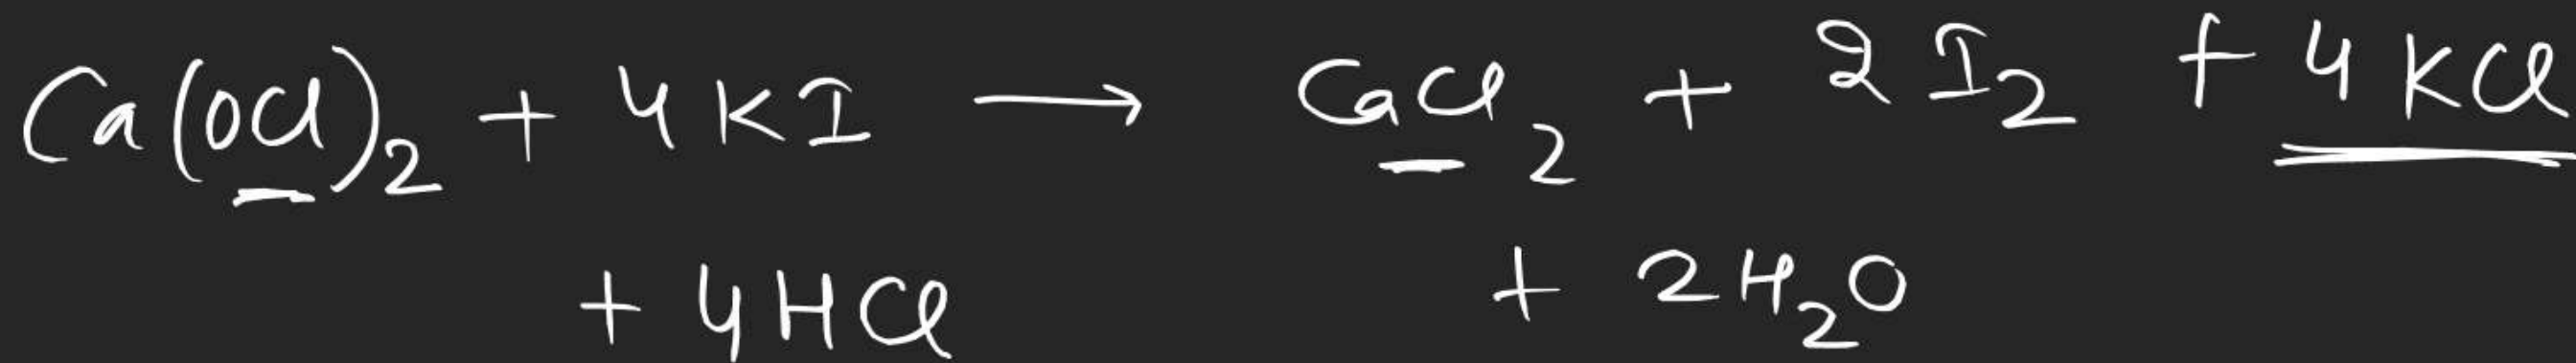 Ca(OCl)₂ + 4KI → CaCl₂ + 2I₂ + 4KCl
+ 4HCl + 2H₂O